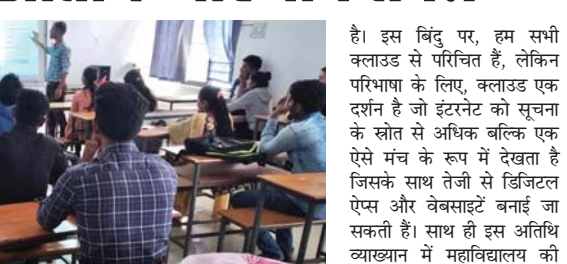 है। इस बिंदु पर, हम सभी
क्लाउड से परिचित हैं, लेकिन
परिभाषा के लिए, क्लाउड एक
दर्शन है जो इंटरनेट को सूचना
के स्रोत से अधिक बल्कि एक
ऐसे मंच के रूप में देखता है
जिसके साथ तेजी से डिजिटल
ऐप्स और वेबसाइटें बनाई जा
सकती हैं। साथ ही इस अतिथि
व्याख्यान में महाविद्यालय की